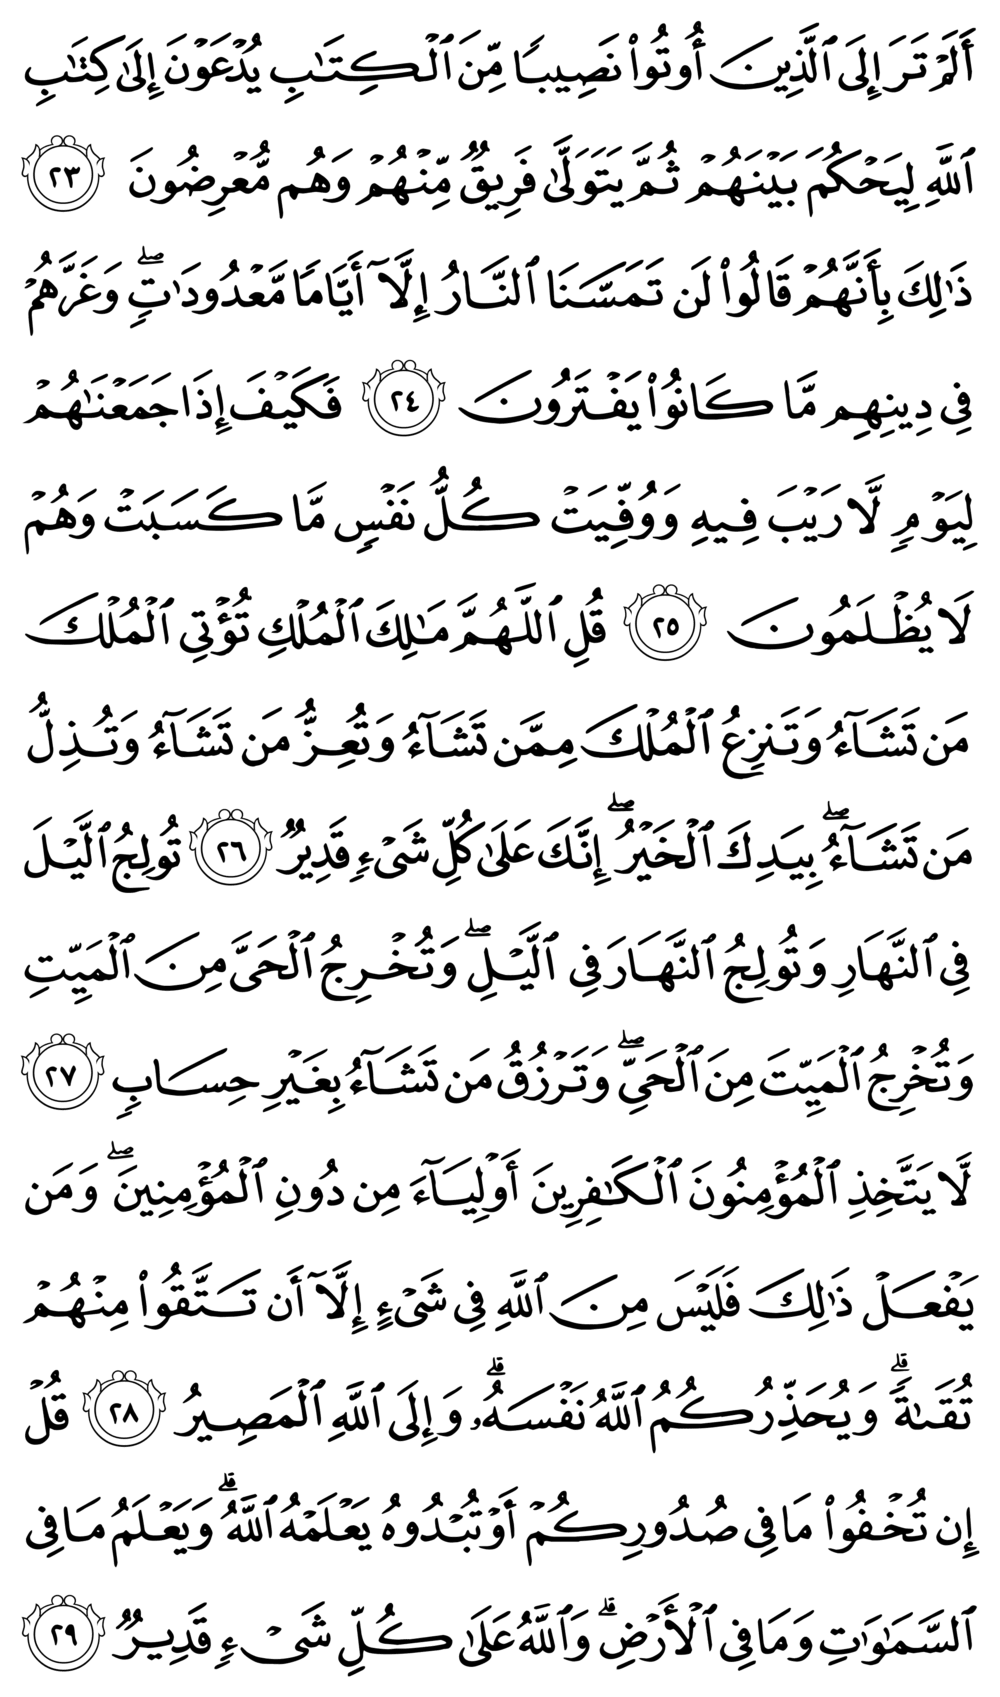 أَلَمۡ تَرَ إِلَى ٱلَّذِينَ أُوتُواْ نَصِيبٗا مِّنَ ٱلۡكِتَٰبِ يُدۡعَوۡنَ إِلَىٰ كِتَٰبِ
ٱللَّهِ لِيَحۡكُمَ بَيۡنَهُمۡ ثُمَّ يَتَوَلَّىٰ فَرِيقٞ مِّنۡهُمۡ وَهُم مُّعۡرِضُونَ ٢٣
ذَٰلِكَ بِأَنَّهُمۡ قَالُواْ لَن تَمَسَّنَا ٱلنَّارُ إِلَّآ أَيَّامٗا مَّعۡدُودَٰتٖۖ وَغَرَّهُمۡ
فِي دِينِهِم مَّا كَانُواْ يَفۡتَرُونَ ٢٤ فَكَيۡفَ إِذَا جَمَعۡنَٰهُمۡ
لِيَوۡمٖ لَّا رَيۡبَ فِيهِ وَوُفِّيَتۡ كُلُّ نَفۡسٖ مَّا كَسَبَتۡ وَهُمۡ
لَا يُظۡلَمُونَ ٢٥ قُلِ ٱللَّهُمَّ مَٰلِكَ ٱلۡمُلۡكِ تُؤۡتِي ٱلۡمُلۡكَ
مَن تَشَآءُ وَتَنزِعُ ٱلۡمُلۡكَ مِمَّن تَشَآءُ وَتُعِزُّ مَن تَشَآءُ وَتُذِلُّ
مَن تَشَآءُۖ بِيَدِكَ ٱلۡخَيۡرُۖ إِنَّكَ عَلَىٰ كُلِّ شَيۡءٖ قَدِيرٞ ٢٦ تُولِجُ ٱلَّيۡلَ
فِي ٱلنَّهَارِ وَتُولِجُ ٱلنَّهَارَ فِي ٱلَّيۡلِۖ وَتُخۡرِجُ ٱلۡحَيَّ مِنَ ٱلۡمَيِّتِ
وَتُخۡرِجُ ٱلۡمَيِّتَ مِنَ ٱلۡحَيِّۖ وَتَرۡزُقُ مَن تَشَآءُ بِغَيۡرِ حِسَابٖ ٢٧
لَّا يَتَّخِذِ ٱلۡمُؤۡمِنُونَ ٱلۡكَٰفِرِينَ أَوۡلِيَآءَ مِن دُونِ ٱلۡمُؤۡمِنِينَۖ وَمَن
يَفۡعَلۡ ذَٰلِكَ فَلَيۡسَ مِنَ ٱللَّهِ فِي شَيۡءٍ إِلَّآ أَن تَتَّقُواْ مِنۡهُمۡ
تُقَىٰةٗۗ وَيُحَذِّرُكُمُ ٱللَّهُ نَفۡسَهُۥۗ وَإِلَى ٱللَّهِ ٱلۡمَصِيرُ ٢٨ قُلۡ
إِن تُخۡفُواْ مَا فِي صُدُورِكُمۡ أَوۡ تُبۡدُوهُ يَعۡلَمۡهُ ٱللَّهُۗ وَيَعۡلَمُ مَا فِي
ٱلسَّمَٰوَٰتِ وَمَا فِي ٱلۡأَرۡضِۗ وَٱللَّهُ عَلَىٰ كُلِّ شَيۡءٖ قَدِيرٞ ٢٩